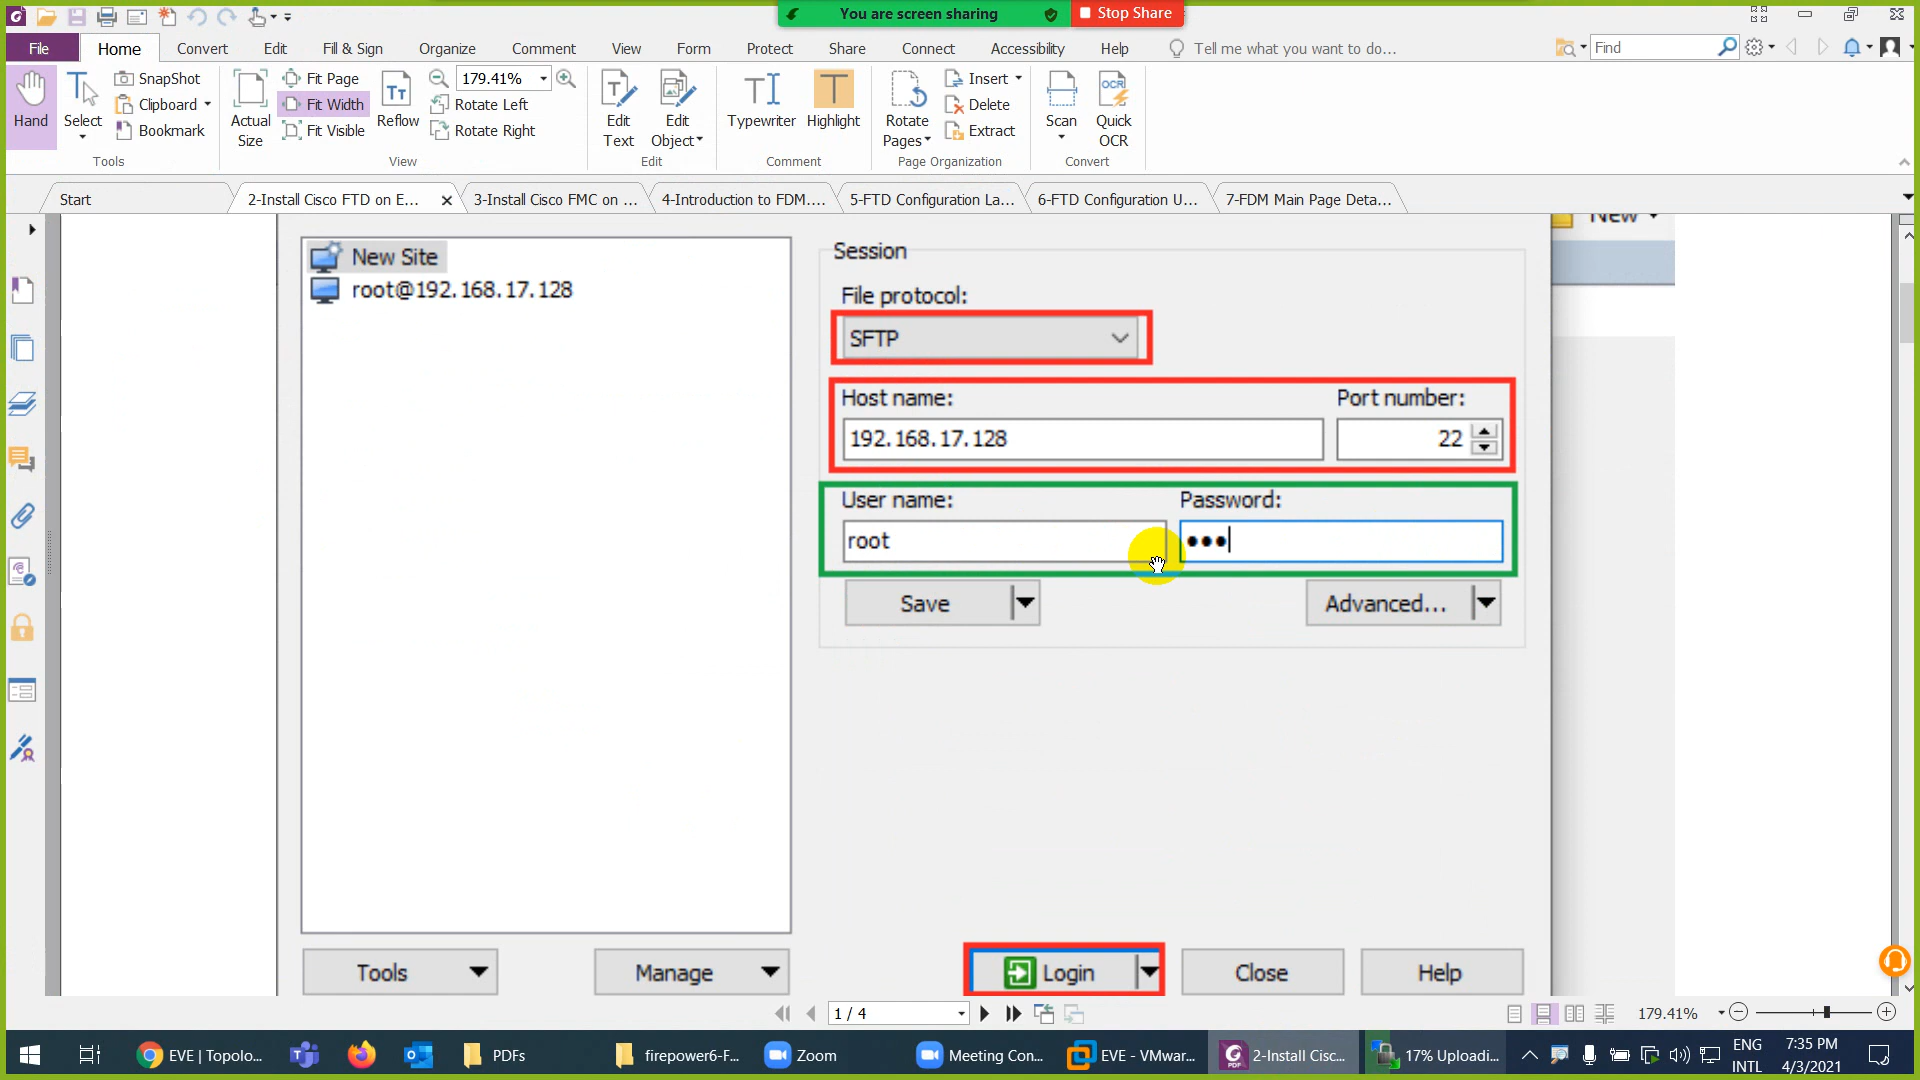 You are screen sharing
Stop Share
File
Home
Convert
Edit
Fill & Sign
Organize
Comment
View
Form
Protect
Share
Connect
Accessibility
Help
Tell me what you want to do...
Find
Hand
Select
SnapShot
Clipboard
Bookmark
Tools
Actual
Size
Fit Page
Fit Width
Fit Visible
Reflow
179.41%
Rotate Left
Rotate Right
View
Edit
Text
Edit
Object
Edit
Typewriter
Highlight
Comment
Rotate
Pages
Insert
Delete
Extract
Page Organization
Scan
Quick
OCR
Convert
Start
2-Install Cisco FTD on E...
3-Install Cisco FMC on ...
4-Introduction to FDM....
5-FTD Configuration La...
6-FTD Configuration U...
7-FDM Main Page Deta...
New
New Site
root@192.168.17.128
Session
File protocol:
SFTP
Host name:
Port number:
192.168.17.128
22
User name:
Password:
root
•••
Save
Advanced...
Tools
Manage
Login
Close
Help
1 / 4
179.41%
EVE | Topolo...
PDFs
firepower6-F...
Zoom
Meeting Con...
EVE - VMwar...
2-Install Cisc...
17% Uploadi...
ENG
INTL
7:35 PM
4/3/2021